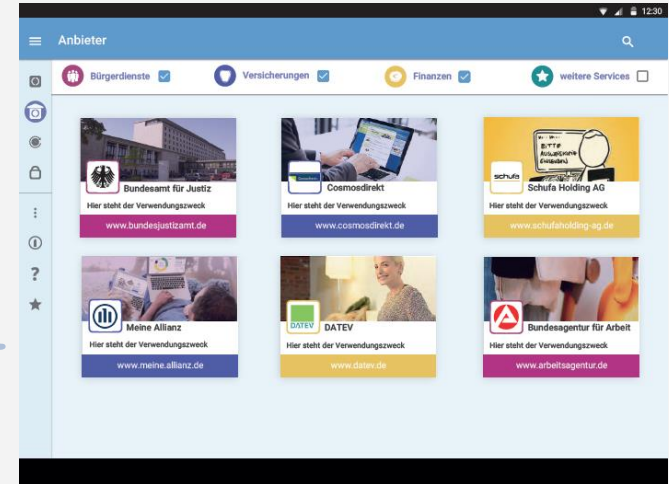 12:30
Anbieter
Bürgerdienste
Versicherungen
Finanzen
weitere Services
Bundesamt für Justiz
Hier steht der Verwendungszweck
www.bundesjustizamt.de
Cosmosdirekt
Hier steht der Verwendungszweck
www.cosmosdirekt.de
BITTE
AUSWEISKOPIE
EINSENDEN!
schufa
Schufa Holding AG
Hier steht der Verwendungszweck
www.schufaholding-ag.de
Meine Allianz
Hier steht der Verwendungszweck
www.meine.allianz.de
DATEV
DATEV
Hier steht der Verwendungszweck
www.datev.de
Bundesagentur für Arbeit
Hier steht der Verwendungszweck
www.arbeitsagentur.de